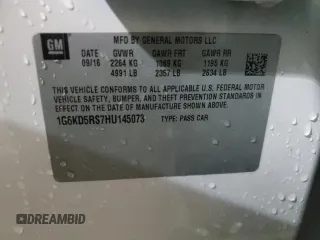 GM
MFD BY GENERAL MOTORS LLC
DATE GVWR GAWR FRT GAWR RR
09/16 2264 KG 1069 KG 1195 KG
4991 LB 2357 LB 2634 LB
THIS VEHICLE CONFORMS TO ALL APPLICABLE U.S. FEDERAL MOTOR
VEHICLE SAFETY, BUMPER, AND THEFT PREVENTION STANDARDS IN
EFFECT ON THE DATE OF MANUFACTURE SHOWN ABOVE.
1G6KD5RS7HU145073 TYPE: PASS CAR
DREAMBID